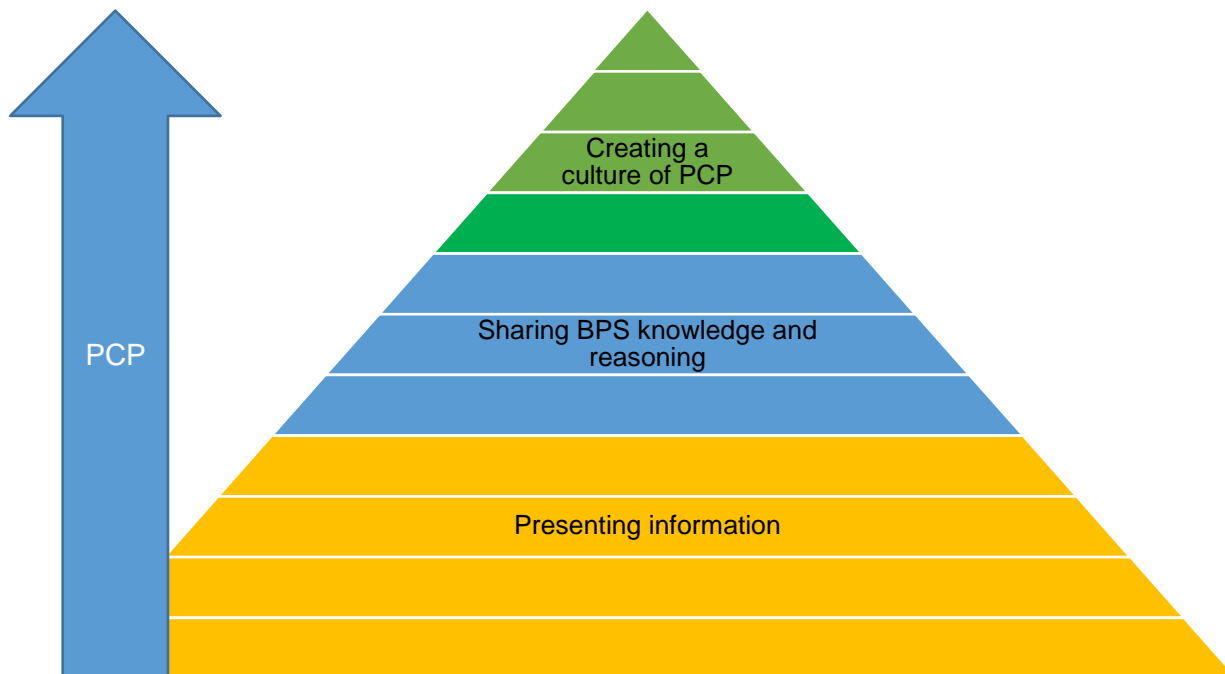 Creating a
culture of PCP
Sharing BPS knowledge and
reasoning
PCP
Presenting information